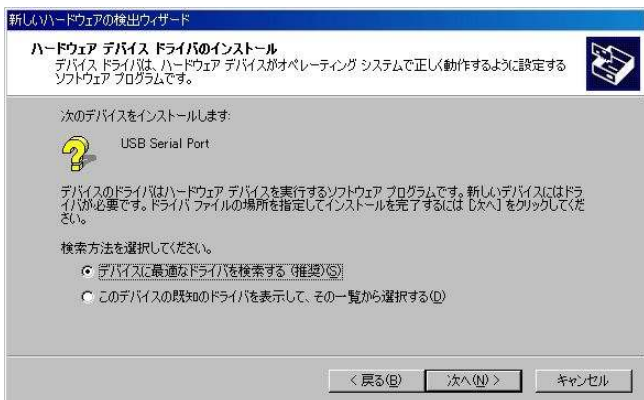 新しいハードウェアの検出ウィザード
ハードウェア デバイス ドライバのインストール
デバイス ドライバは、ハードウェア デバイスがオペレーティング システムで正しく動作するように設定する
ソフトウェア プログラムです。
次のデバイスをインストールします:
USB Serial Port
デバイスのドライバはハードウェア デバイスを実行するソフトウェア プログラムです。新しいデバイスにはドラ
イバが必要です。ドライバ ファイルの場所を指定してインストールを完了するには [次へ] をクリックしてくだ
さい。
検索方法を選択してください。
デバイスに最適なドライバを検索する (推奨)(S)
このデバイスの既知のドライバを表示して、その一覧から選択する(D)
< 戻る(B) 次へ(N) > キャンセル